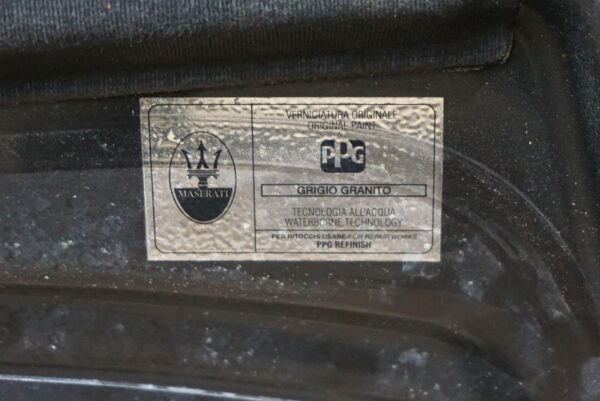 MASERATI
VERNICIATURA ORIGINALE
ORIGINAL PAINT
PPG
GRIGIO GRANITO
TECNOLOGIA ALL'ACQUA
WATERBORNE TECHNOLOGY
PER RITOCCHI USARE/FOR REPAIR WORKS
PPG REFINISH